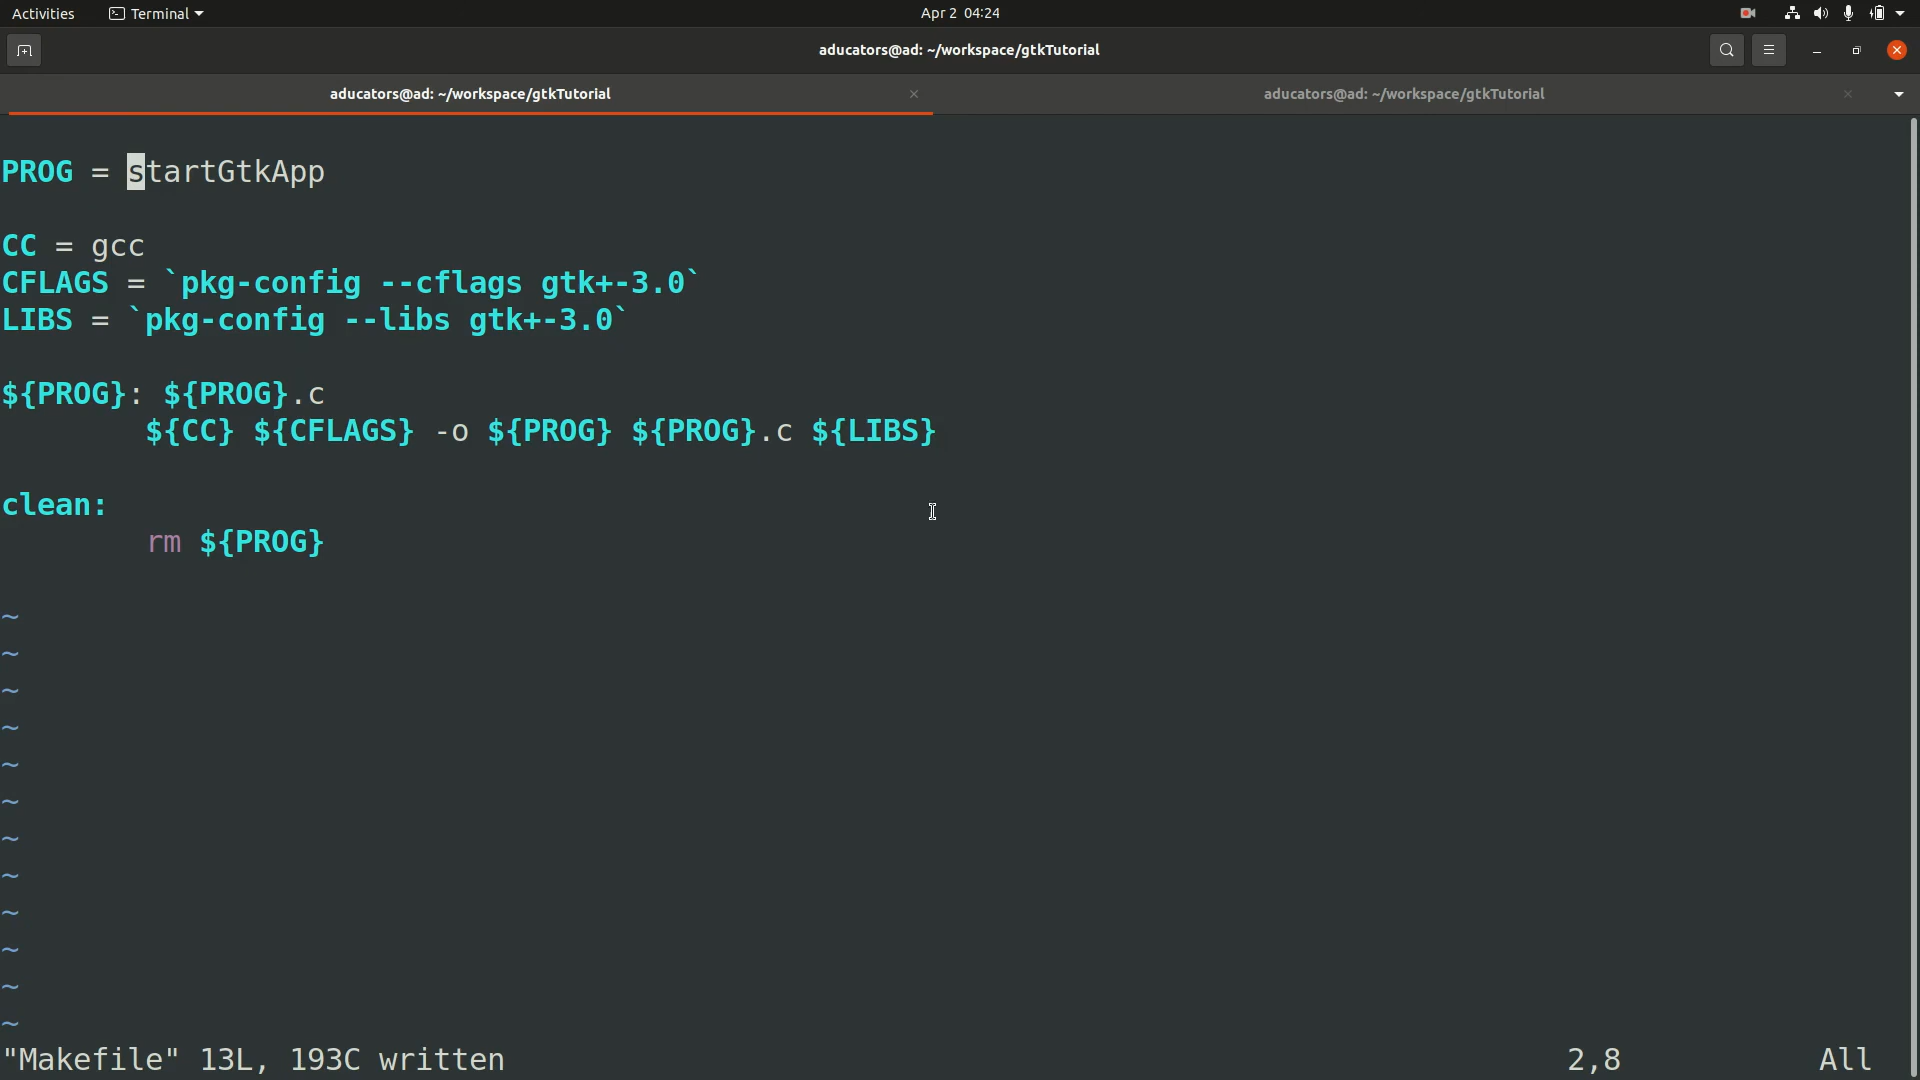 Activities Terminal Apr 2 04:24
aducators@ad: ~/workspace/gtkTutorial
aducators@ad: ~/workspace/gtkTutorial × aducators@ad: ~/workspace/gtkTutorial ×
PROG = startGtkApp
CC = gcc
CFLAGS = `pkg-config --cflags gtk+-3.0`
LIBS = `pkg-config --libs gtk+-3.0`
${PROG}: ${PROG}.c
${CC} ${CFLAGS} -o ${PROG} ${PROG}.c ${LIBS}
clean:
rm ${PROG}
~
~
~
~
~
~
~
~
~
~
~
~
"Makefile" 13L, 193C written 2,8 All